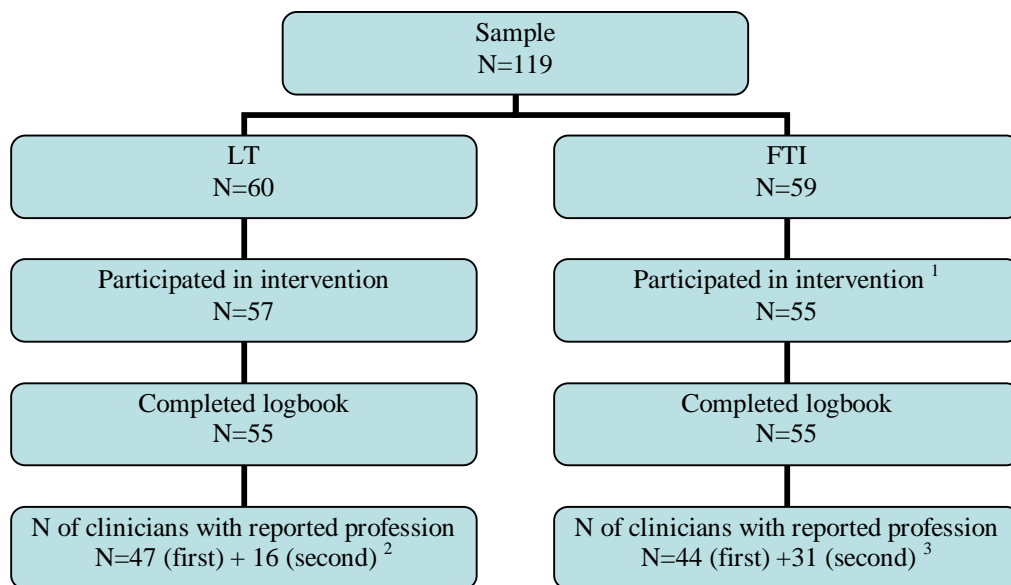 Sample
N=119
LT
N=60
FTI
N=59
Participated in intervention
N=57
Participated in intervention 1
N=55
Completed logbook
N=55
Completed logbook
N=55
N of clinicians with reported profession
N=47 (first) + 16 (second) 2
N of clinicians with reported profession
N=44 (first) +31 (second) 3